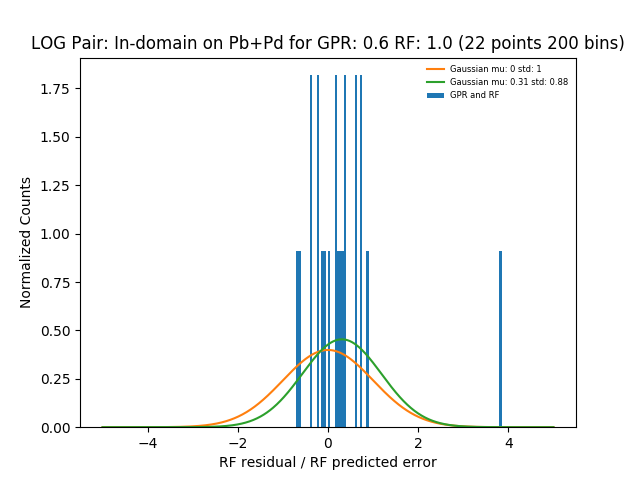 LOG Pair: In-domain on Pb+Pd for GPR: 0.6 RF: 1.0 (22 points 200 bins)
Gaussian mu: 0 std: 1
Gaussian mu: 0.31 std: 0.88
GPR and RF
Normalized Counts
1.75
1.50
1.25
1.00
0.75
0.50
0.25
0.00
−4 −2 0 2 4
RF residual / RF predicted error